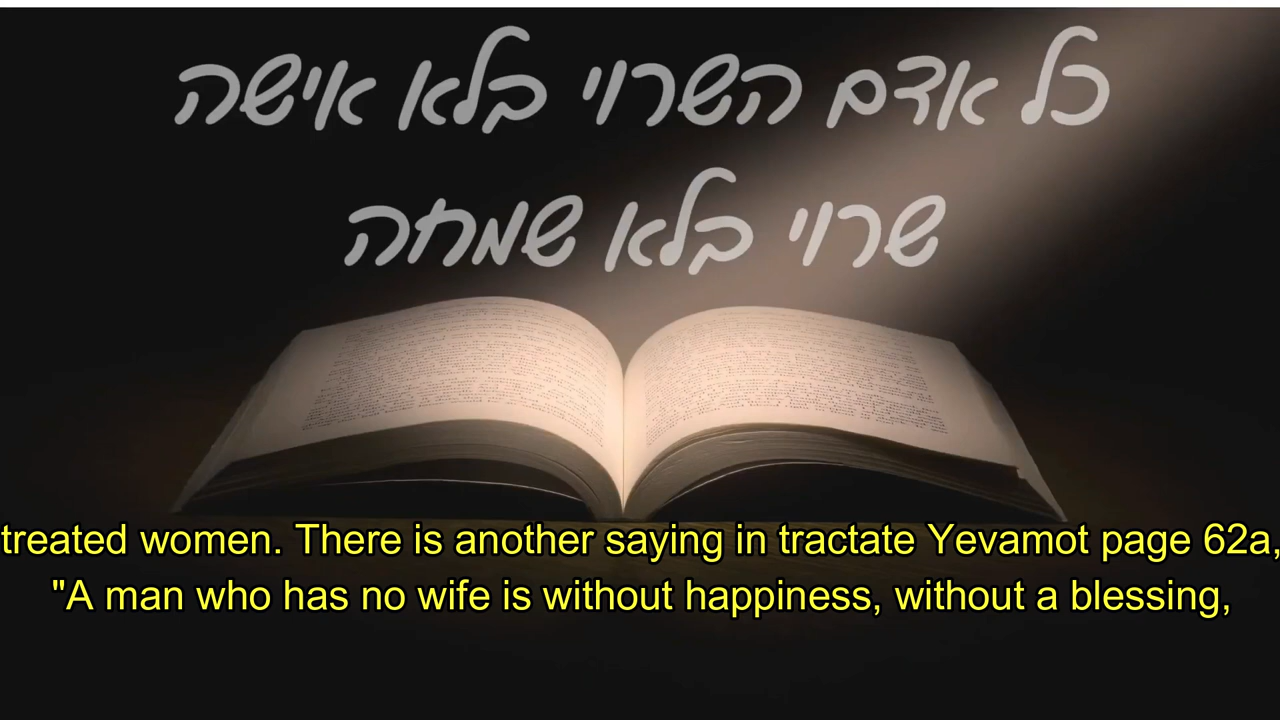 כל אדם השרוי בלא אישה
שרוי בלא שמחה
treated women. There is another saying in tractate Yevamot page 62a,
"A man who has no wife is without happiness, without a blessing,